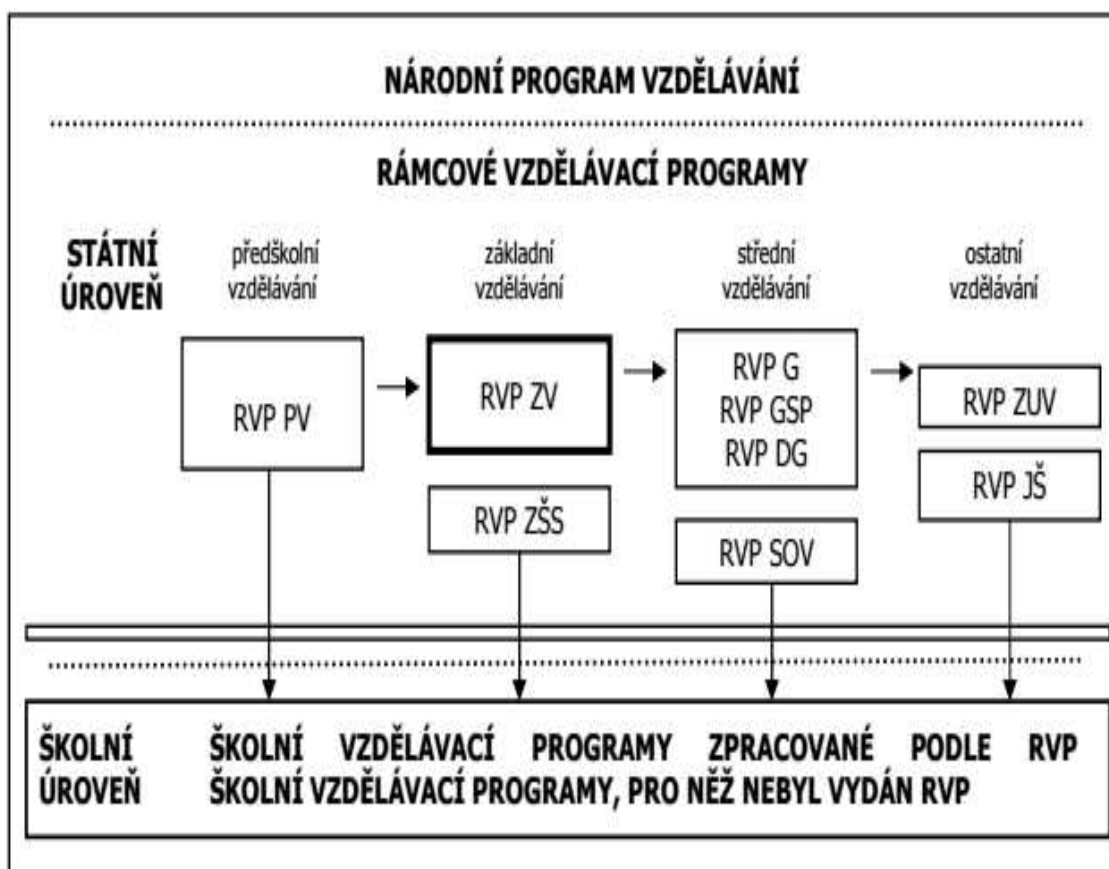 NÁRODNÍ PROGRAM VZDĚLÁVÁNÍ
RÁMCOVÉ VZDĚLÁVACÍ PROGRAMY
STÁTNÍ
ÚROVEŇ
předškolní
vzdělávání
základní
vzdělávání
střední
vzdělávání
ostatní
vzdělávání
RVP PV
RVP ZV
RVP ZŠS
RVP G
RVP GSP
RVP DG
RVP SOV
RVP ZUV
RVP JŠ
ŠKOLNÍ
ÚROVEŇ
ŠKOLNÍ VZDĚLÁVACÍ PROGRAMY ZPRACOVANÉ PODLE RVP
ŠKOLNÍ VZDĚLÁVACÍ PROGRAMY, PRO NĚŽ NEBYL VYDÁN RVP